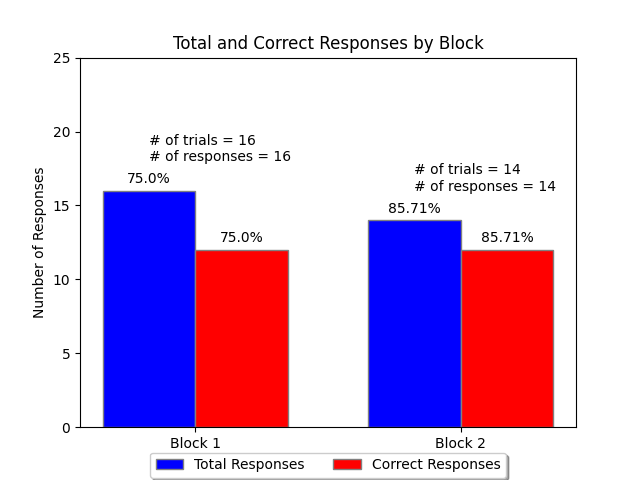 Total and Correct Responses by Block
25
20
15
10
5
0
Number of Responses
# of trials = 16
# of responses = 16
75.0%
75.0%
# of trials = 14
# of responses = 14
85.71%
85.71%
Block 1
Block 2
Total Responses
Correct Responses